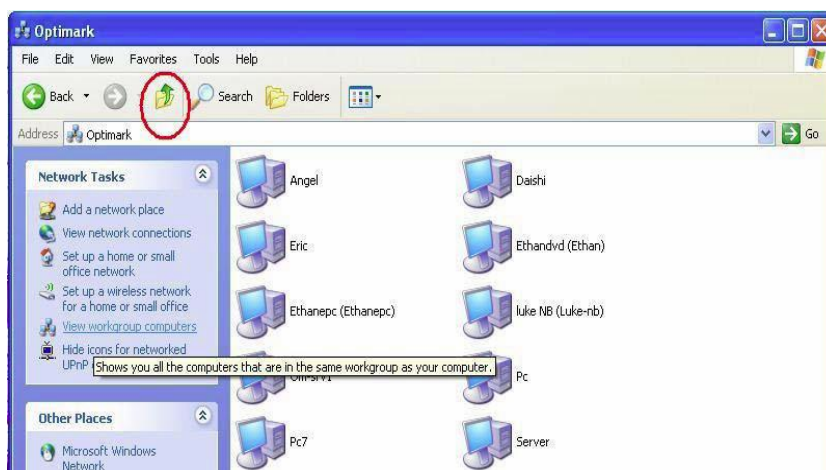 Optimark
File Edit View Favorites Tools Help
Back Search Folders
Address Optimark Go
Network Tasks
Add a network place
View network connections
Set up a home or small
office network
Set up a wireless network
for a home or small office
View workgroup computers
Hide icons for networked
UPnP
Shows you all the computers that are in the same workgroup as your computer.
Other Places
Microsoft Windows
Network
Angel
Daishi
Eric
Ethandvd (Ethan)
Ethanepc (Ethanepc)
luke NB (Luke-nb)
Pc
Pc7
Server